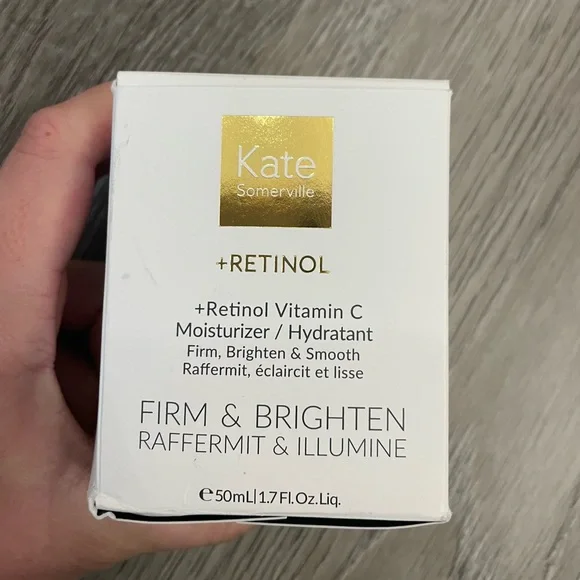 Kate
Somerville
+RETINOL
+Retinol Vitamin C
Moisturizer / Hydratant
Firm, Brighten & Smooth
Raffermit, éclaircit et lisse
FIRM & BRIGHTEN
RAFFERMIT & ILLUMINE
℮50mL|1.7Fl.Oz.Liq.